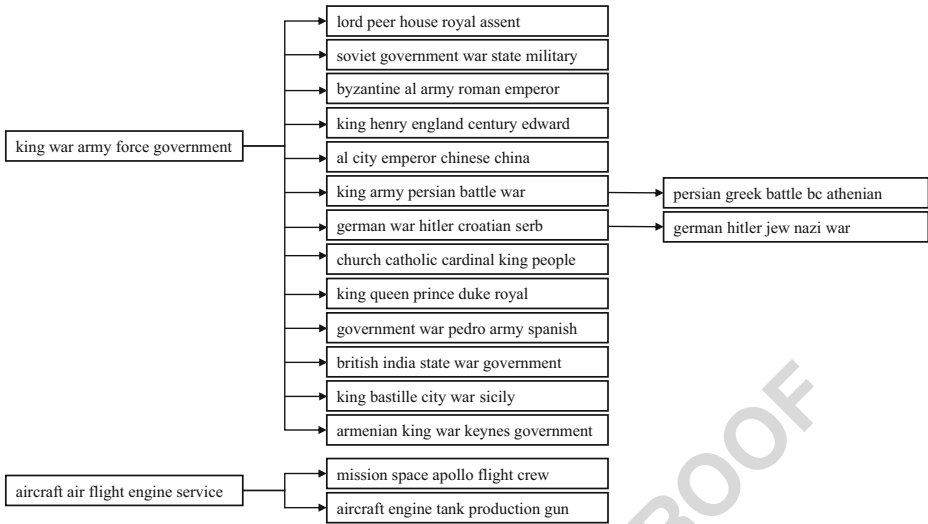 lord peer house royal assent
soviet government war state military
byzantine al army roman emperor
king henry england century edward
king war army force government
al city emperor chinese china
king army persian battle war
persian greek battle bc athenian
german war hitler croatian serb
german hitler jew nazi war
church catholic cardinal king people
king queen prince duke royal
government war pedro army spanish
british india state war government
king bastille city war sicily
armenian king war keynes government
mission space apollo flight crew
aircraft air flight engine service
aircraft engine tank production gun
ROOF